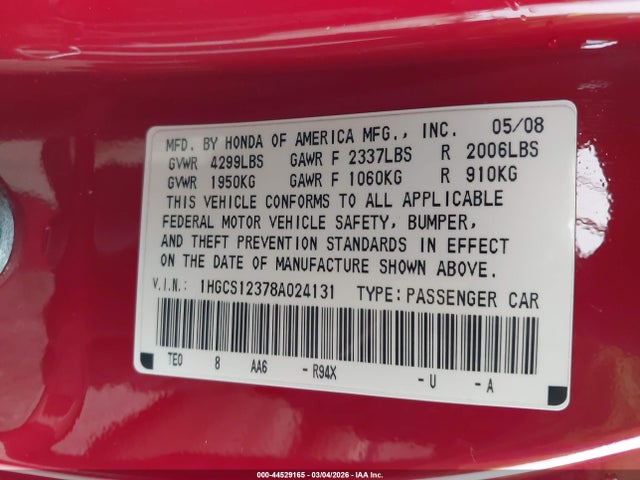 MFD. BY HONDA OF AMERICA MFG., INC. 05/08
GVWR 4299LBS GAWR F 2337LBS R 2006LBS
GVWR 1950KG GAWR F 1060KG R 910KG
THIS VEHICLE CONFORMS TO ALL APPLICABLE
FEDERAL MOTOR VEHICLE SAFETY, BUMPER,
AND THEFT PREVENTION STANDARDS IN EFFECT
ON THE DATE OF MANUFACTURE SHOWN ABOVE.
V.I.N.: 1HGCS12378A024131 TYPE:PASSENGER CAR
TE0 8 AA6 -R94X -U -A
000-44529165 | 03/04/2026 - IAA Inc.